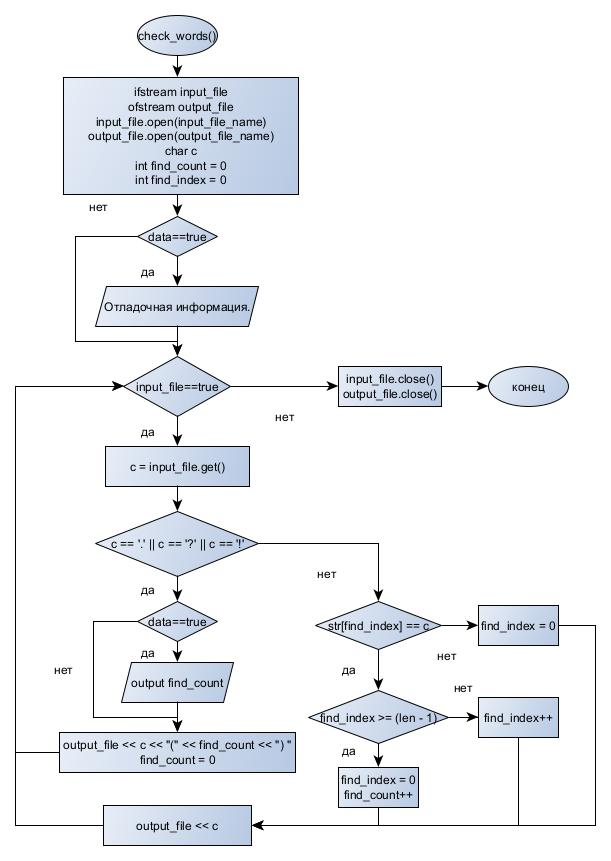 check_words()
ifstream input_file
ofstream output_file
input_file.open(input_file_name)
output_file.open(output_file_name)
char c
int find_count = 0
int find_index = 0
нет
data==true
да
Отладочная информация.
input_file==true
input_file.close()
output_file.close()
конец
нет
да
c = input_file.get()
c == '.' || c == '?' || c == '!'
нет
да
data==true
str[find_index] == c
find_index = 0
да
нет
нет
да
output find_count
нет
find_index >= (len - 1)
find_index++
output_file << c << "(" << find_count << ") "
find_count = 0
да
find_index = 0
find_count++
output_file << c